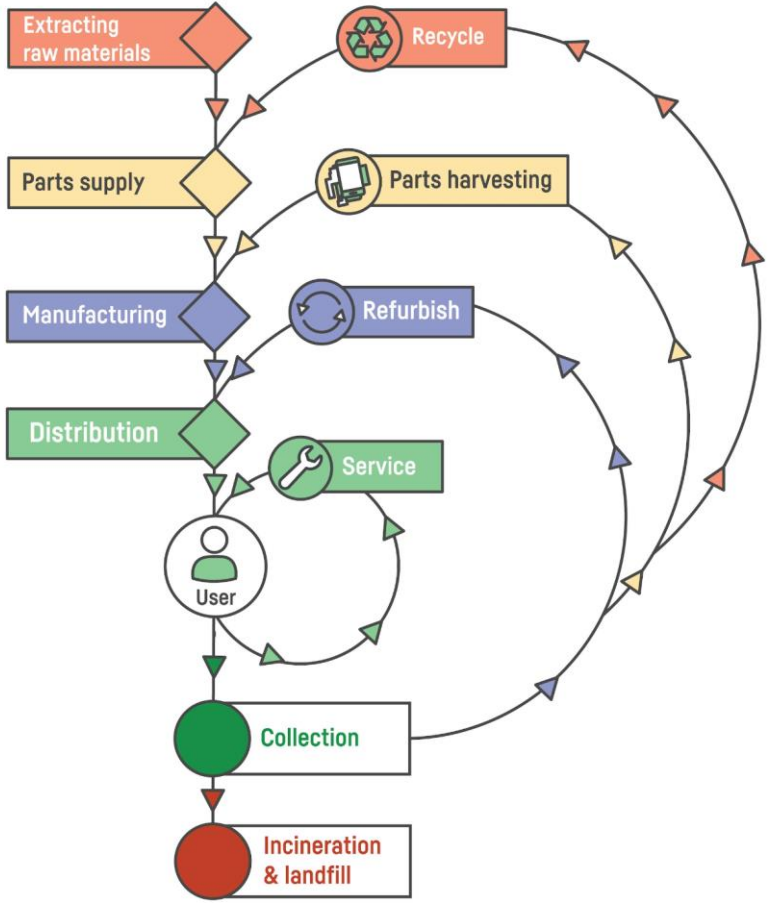 Extracting
raw materials
Recycle
Parts supply
Parts harvesting
Manufacturing
Refurbish
Distribution
Service
User
Collection
Incineration
& landfill